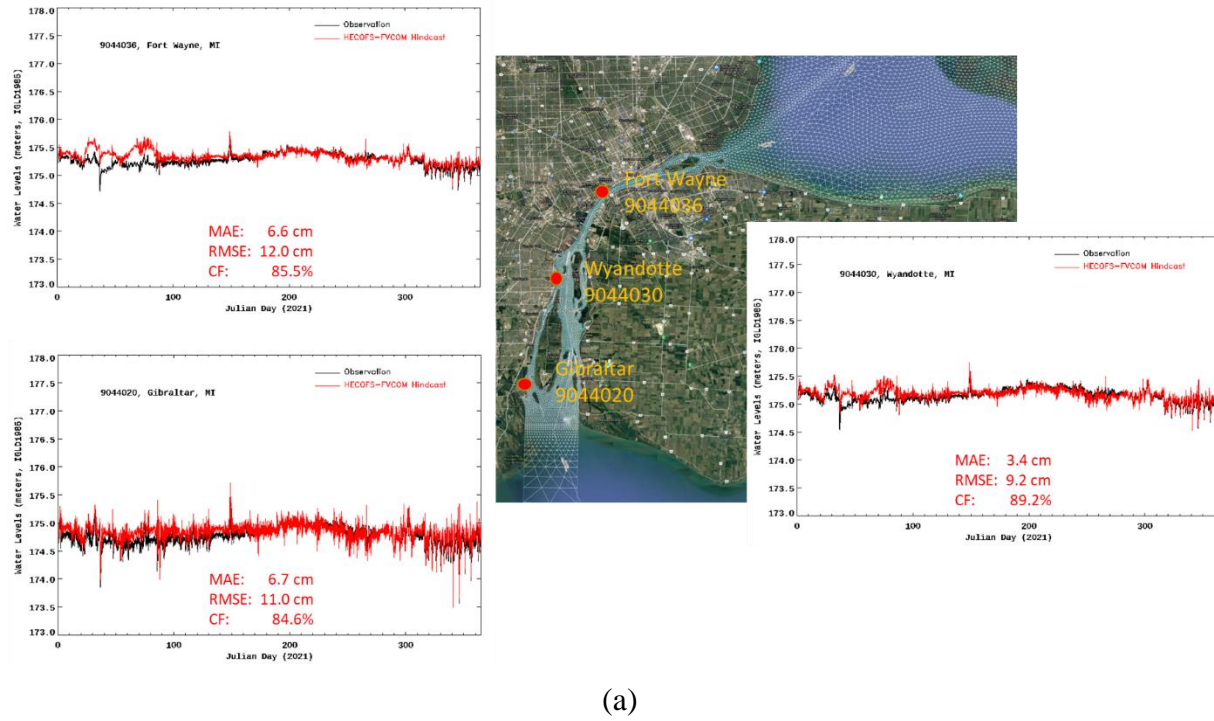 178.0
177.5
177.0
176.5
176.0
175.5
175.0
174.5
174.0
173.5
173.0
Water Levels (meters, IGLD1985)
9044036, Fort Wayne, MI
Observation
HECOFS-FVCOM Hindcast
MAE: 6.6 cm
RMSE: 12.0 cm
CF: 85.5%
0 100 200 300
Julian Day (2021)
Fort Wayne
9044036
Wyandotte
9044030
Gibraltar
9044020
178.0
177.5
177.0
176.5
176.0
175.5
175.0
174.5
174.0
173.5
173.0
Water Levels (meters, IGLD1985)
9044030, Wyandotte, MI
Observation
HECOFS-FVCOM Hindcast
MAE: 3.4 cm
RMSE: 9.2 cm
CF: 89.2%
0 100 200 300
Julian Day (2021)
178.0
177.5
177.0
176.5
176.0
175.5
175.0
174.5
174.0
173.5
173.0
Water Levels (meters, IGLD1985)
9044020, Gibraltar, MI
Observation
HECOFS-FVCOM Hindcast
MAE: 6.7 cm
RMSE: 11.0 cm
CF: 84.6%
0 100 200 300
Julian Day (2021)
(a)